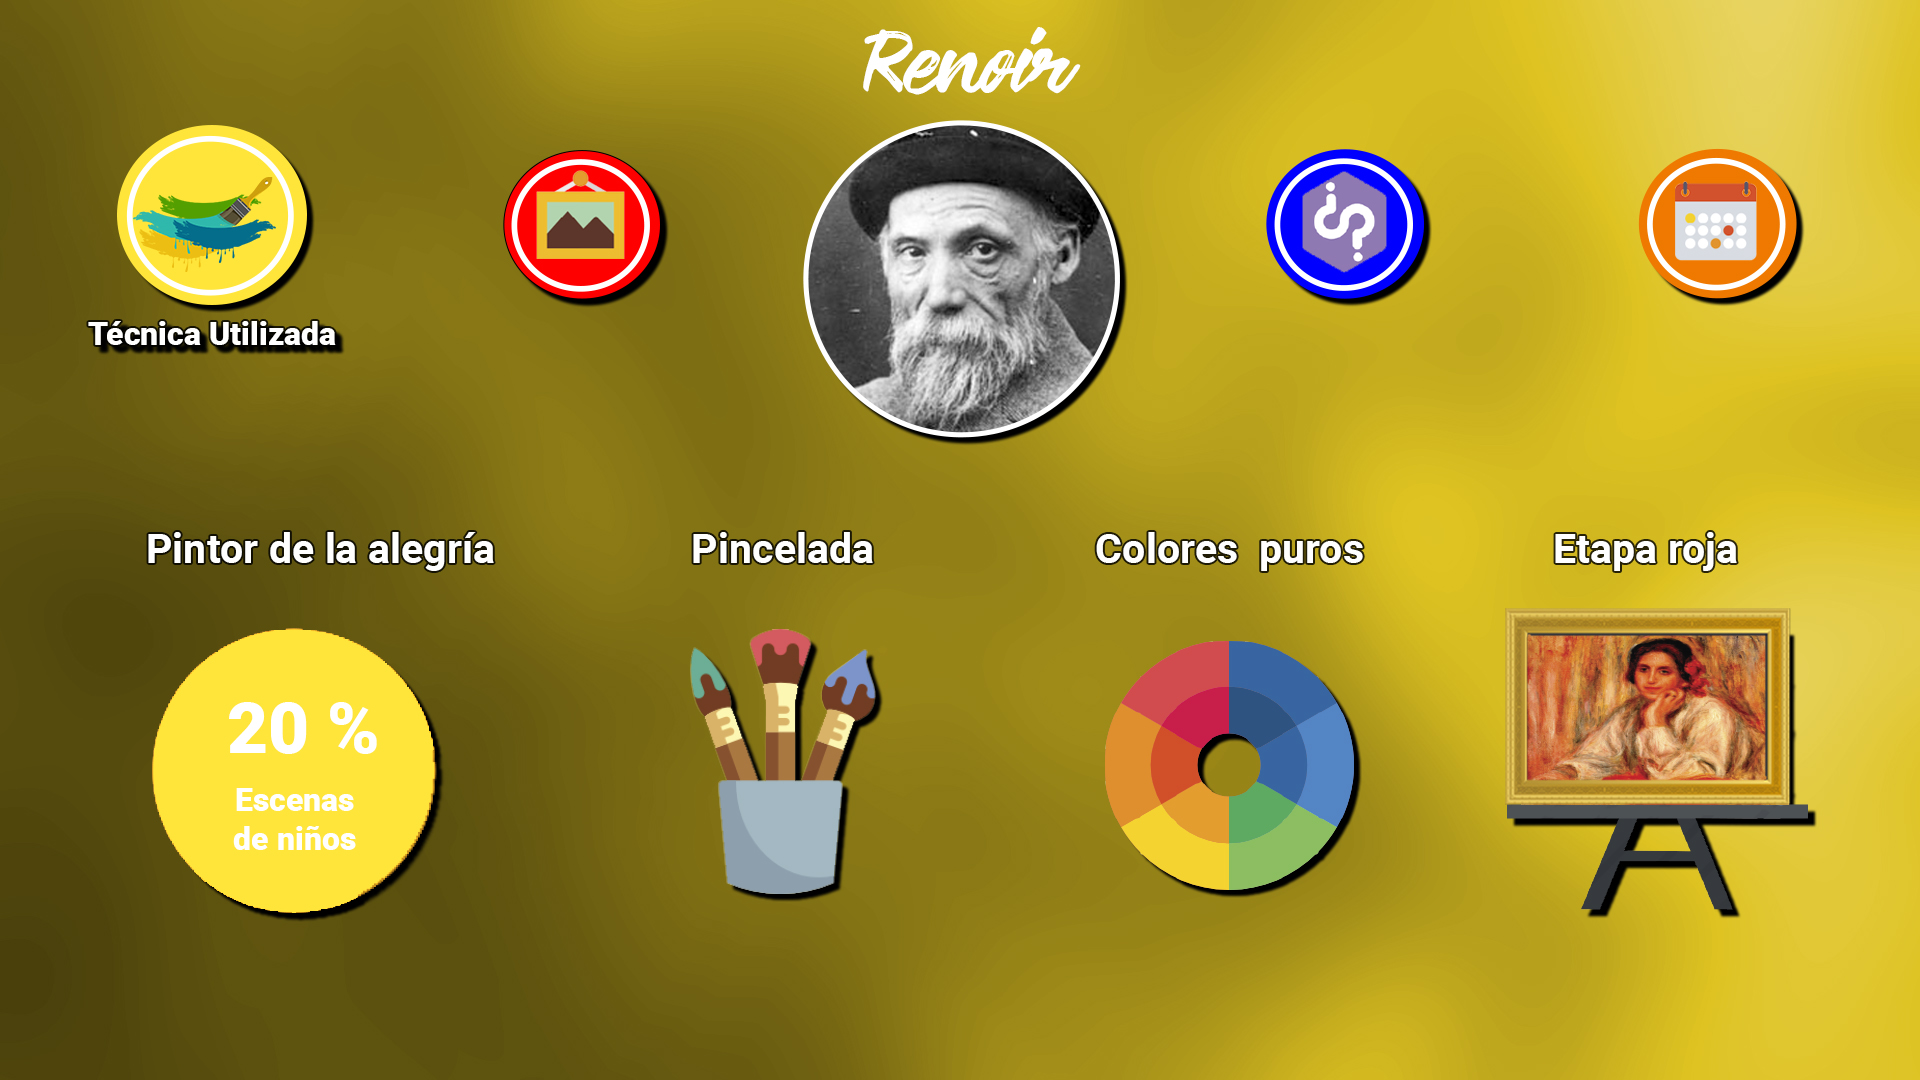 Renoir
Técnica Utilizada
Pintor de la alegría
Pincelada
Colores puros
Etapa roja
20 %
Escenas
de niños